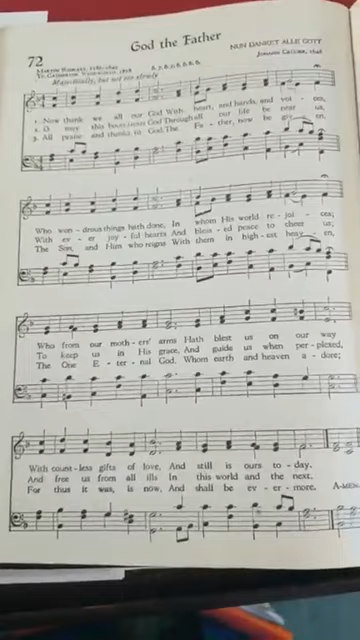 God the Father
72
NUN DANKET ALLE GOTT
MARTIN RINKART, 1586-1649
6. 7. 6. 7. 6. 6. 6. 6.
Tr. CATHERINE WINKWORTH, 1858
Majestically, but not too slowly
1. Now thank we all our God With heart, and hands, and voi - ces,
2. O may this bounteous God Through all our life be near us,
3. All praise and thanks to God The Fa - ther, now be giv - en,
Who won - drous things hath done, In whom His world re - joi - ces;
With ev - er joy - ful hearts And bless - ed peace to cheer us;
The Son, and Him who reigns With them in high - est heav - en,
Who from our moth - ers' arms Hath blest us on our way
To keep us in His grace, And guide us when per - plexed,
The One E - ter - nal God, Whom earth and heaven a - dore;
With count - less gifts of love, And still is ours to - day.
And free us from all ills In this world and the next.
For thus it was, is now, And shall be ev - er - more. A-MEN.